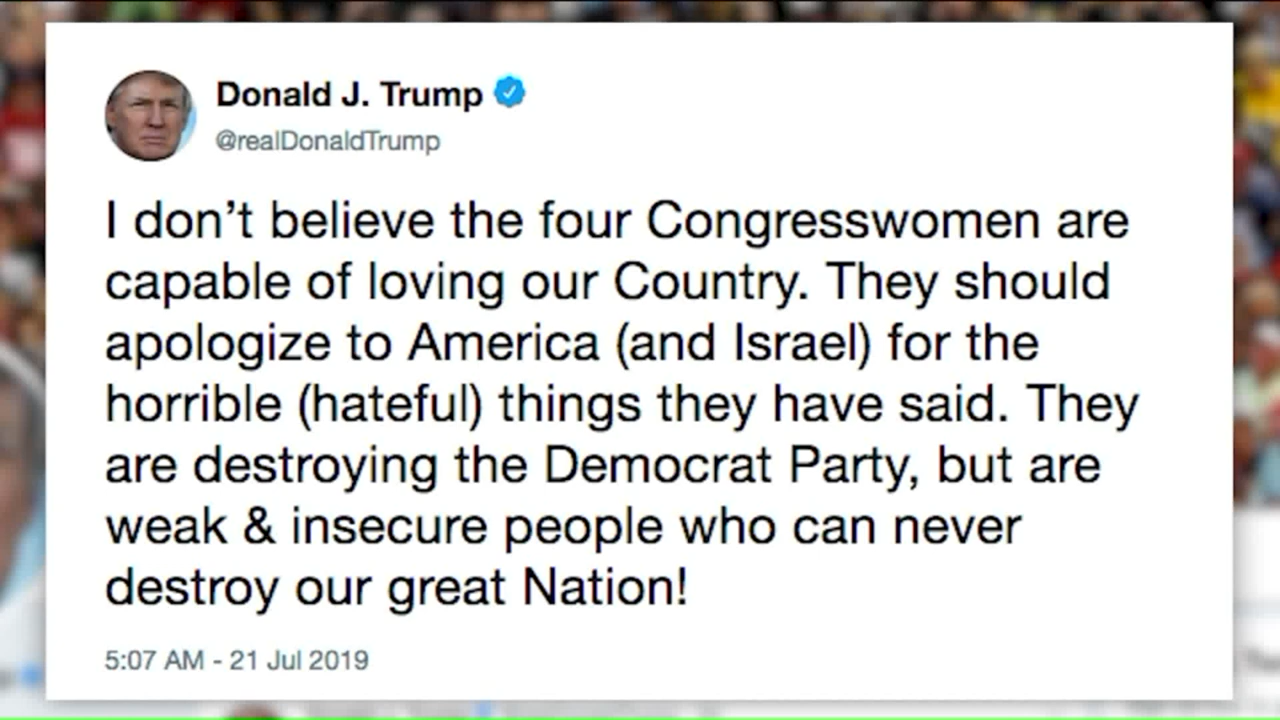 Donald J. Trump
@realDonaldTrump
I don’t believe the four Congresswomen are
capable of loving our Country. They should
apologize to America (and Israel) for the
horrible (hateful) things they have said. They
are destroying the Democrat Party, but are
weak & insecure people who can never
destroy our great Nation!
5:07 AM - 21 Jul 2019